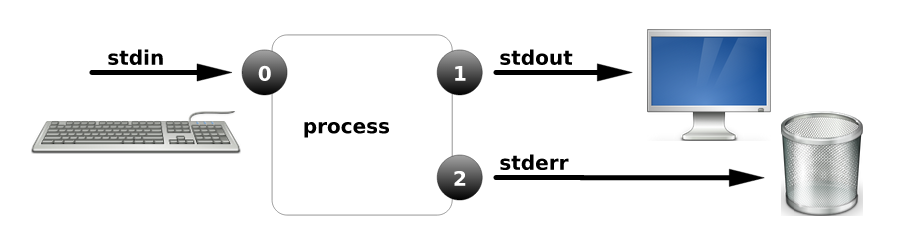 stdin
0
process
1
stdout
2
stderr